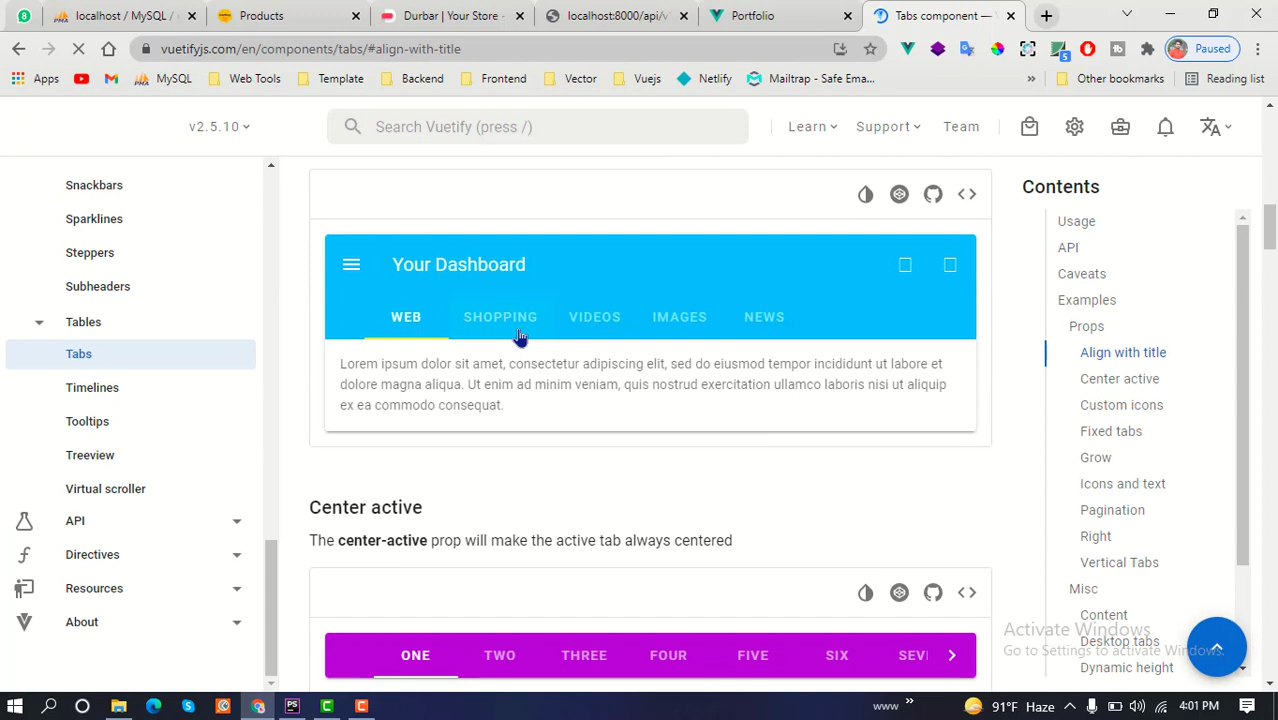 localhost / MySQL / c
Products
Durbar | Your Store -
localhost:8000/api/v
Portfolio
Tabs component —
vuetifyjs.com/en/components/tabs/#align-with-title
5
Paused
Apps
MySQL
Web Tools
Template
Backend
Frontend
Vector
Vuejs
Netlify
Mailtrap - Safe Ema...
»
Other bookmarks
Reading list
v2.5.10
Search Vuetify (press /)
Learn
Support
Team
Snackbars
Sparklines
Steppers
Subheaders
Tables
Tabs
Timelines
Tooltips
Treeview
Virtual scroller
API
Directives
Resources
About
Your Dashboard
WEB
SHOPPING
VIDEOS
IMAGES
NEWS
Lorem ipsum dolor sit amet, consectetur adipiscing elit, sed do eiusmod tempor incididunt ut labore et
dolore magna aliqua. Ut enim ad minim veniam, quis nostrud exercitation ullamco laboris nisi ut aliquip
ex ea commodo consequat.
Center active
The center-active prop will make the active tab always centered
ONE
TWO
THREE
FOUR
FIVE
SIX
SEV
Contents
Usage
API
Caveats
Examples
Props
Align with title
Center active
Custom icons
Fixed tabs
Grow
Icons and text
Pagination
Right
Vertical Tabs
Misc
Content
Desktop tabs
Dynamic height
Activate Windows
Go to Settings to activate Windows.
www
»
91°F Haze
4:01 PM